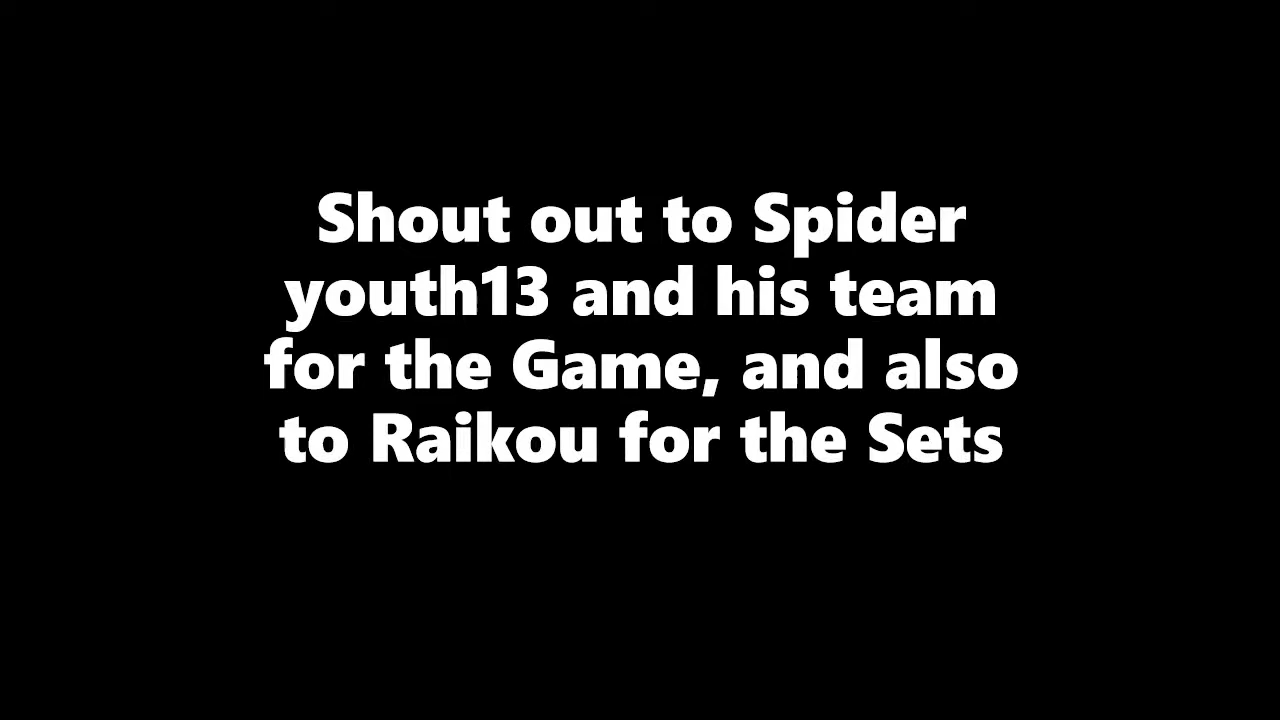 Shout out to Spider
youth13 and his team
for the Game, and also
to Raikou for the Sets